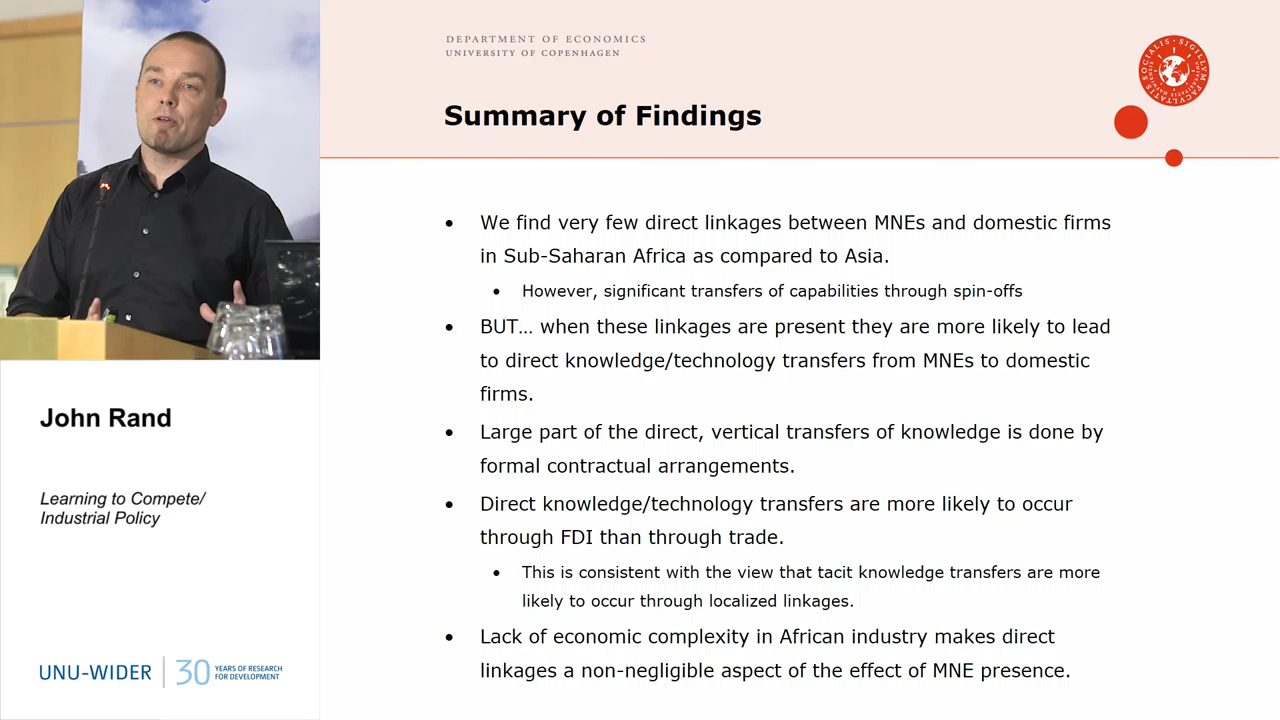 DEPARTMENT OF ECONOMICS
UNIVERSITY OF COPENHAGEN
Summary of Findings
• We find very few direct linkages between MNEs and domestic firms
in Sub-Saharan Africa as compared to Asia.
• However, significant transfers of capabilities through spin-offs
• BUT... when these linkages are present they are more likely to lead
to direct knowledge/technology transfers from MNEs to domestic
firms.
• Large part of the direct, vertical transfers of knowledge is done by
formal contractual arrangements.
• Direct knowledge/technology transfers are more likely to occur
through FDI than through trade.
• This is consistent with the view that tacit knowledge transfers are more
likely to occur through localized linkages.
• Lack of economic complexity in African industry makes direct
linkages a non-negligible aspect of the effect of MNE presence.
John Rand
Learning to Compete/
Industrial Policy
UNU-WIDER
30
YEARS OF RESEARCH
FOR DEVELOPMENT